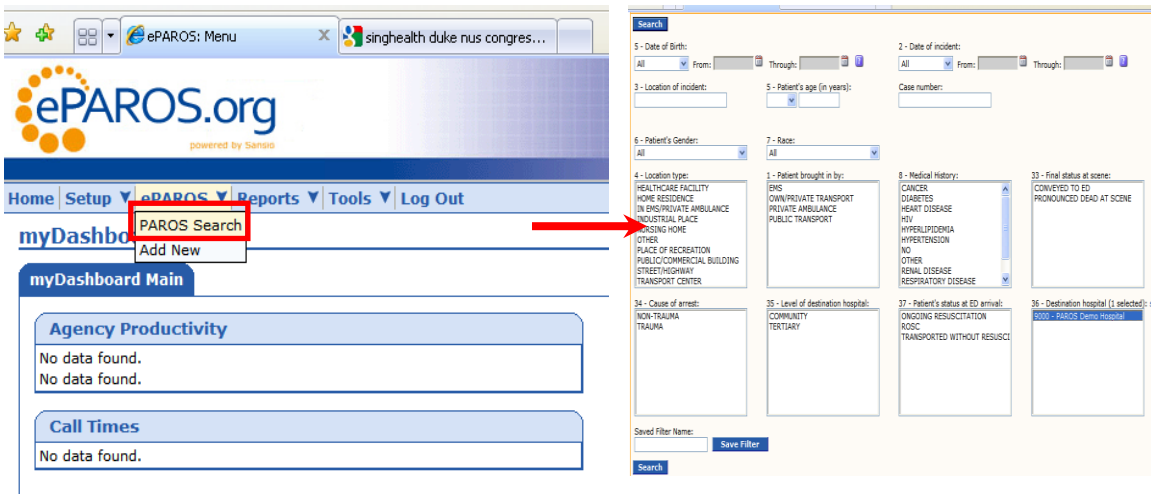 ePAROS: Menu
singhealth duke nus congres...
ePAROS.org
powered by Sansio
Home Setup ePAROS Reports Tools Log Out
PAROS Search
Add New
myDashbo
myDashboard Main
Agency Productivity
No data found.
No data found.
Call Times
No data found.
Search
5 - Date of Birth: 2 - Date of incident:
All From: Through: All From: Through:
3 - Location of incident: 5 - Patient's age (in years): Case number:
6 - Patient's Gender: 7 - Race:
All All
4 - Location type:
HEALTHCARE FACILITY
HOME RESIDENCE
IN EMS/PRIVATE AMBULANCE
INDUSTRIAL PLACE
NURSING HOME
OTHER
PLACE OF RECREATION
PUBLIC/COMMERCIAL BUILDING
STREET/HIGHWAY
TRANSPORT CENTER
1 - Patient brought in by:
EMS
OWN/PRIVATE TRANSPORT
PRIVATE AMBULANCE
PUBLIC TRANSPORT
8 - Medical History:
CANCER
DIABETES
HEART DISEASE
HIV
HYPERLIPIDEMIA
HYPERTENSION
NO
OTHER
RENAL DISEASE
RESPIRATORY DISEASE
33 - Final status at scene:
CONVEYED TO ED
PRONOUNCED DEAD AT SCENE
34 - Cause of arrest:
NON-TRAUMA
TRAUMA
35 - Level of destination hospital:
COMMUNITY
TERTIARY
37 - Patient's status at ED arrival:
ONGOING RESUSCITATION
ROSC
TRANSPORTED WITHOUT RESUSCI
36 - Destination hospital (1 selected): s
9000 - PAROS Demo Hospital
Saved Filter Name:
Save Filter
Search